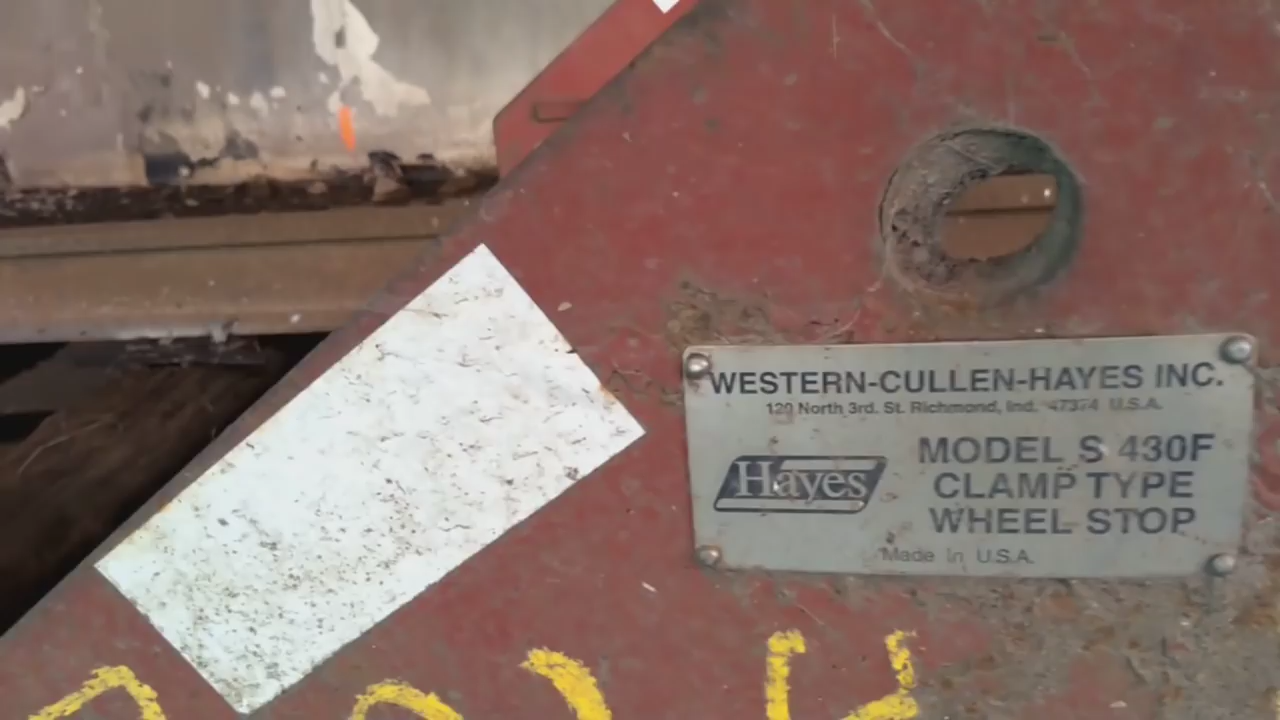 WESTERN-CULLEN-HAYES INC.
120 North 3rd. St. Richmond, Ind. 47374 U.S.A.
Hayes
MODEL S 430F
CLAMP TYPE
WHEEL STOP
Made In U.S.A.